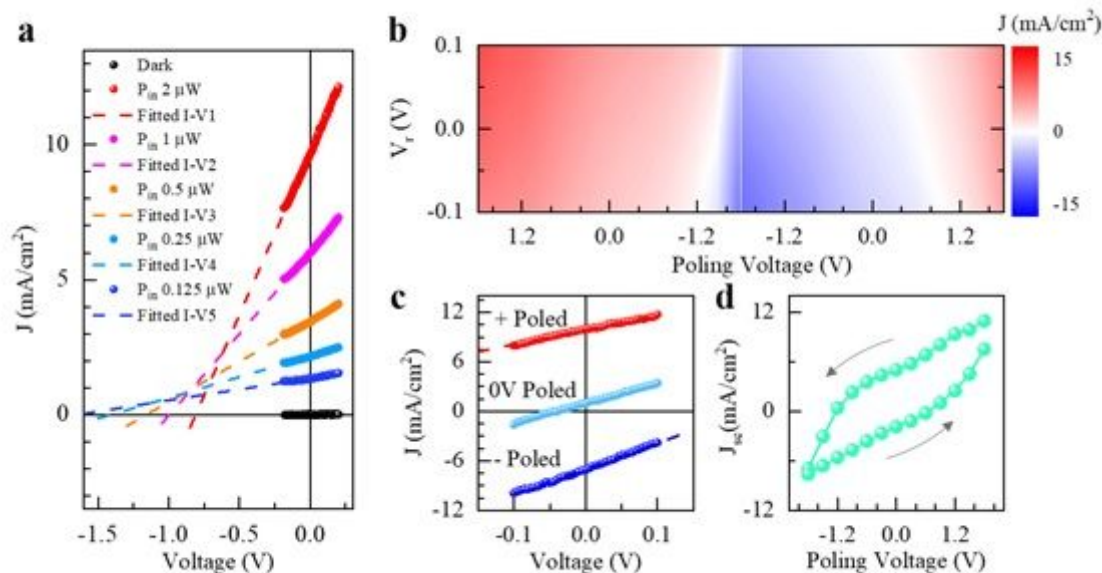 a
J (mA/cm²)
10
5
0
Dark
P_in 2 µW
Fitted I-V1
P_in 1 µW
Fitted I-V2
P_in 0.5 µW
Fitted I-V3
P_in 0.25 µW
Fitted I-V4
P_in 0.125 µW
Fitted I-V5
-1.5 -1.0 -0.5 0.0
Voltage (V)
b
V_r (V)
0.1
0.0
-0.1
1.2 0.0 -1.2 -1.2 0.0 1.2
Poling Voltage (V)
J (mA/cm²)
15
0
-15
c
J (mA/cm²)
12
6
0
-6
-12
+ Poled
0V Poled
- Poled
-0.1 0.0 0.1
Voltage (V)
d
J_sc(mA/cm²)
12
0
-12
-1.2 0.0 1.2
Poling Voltage (V)